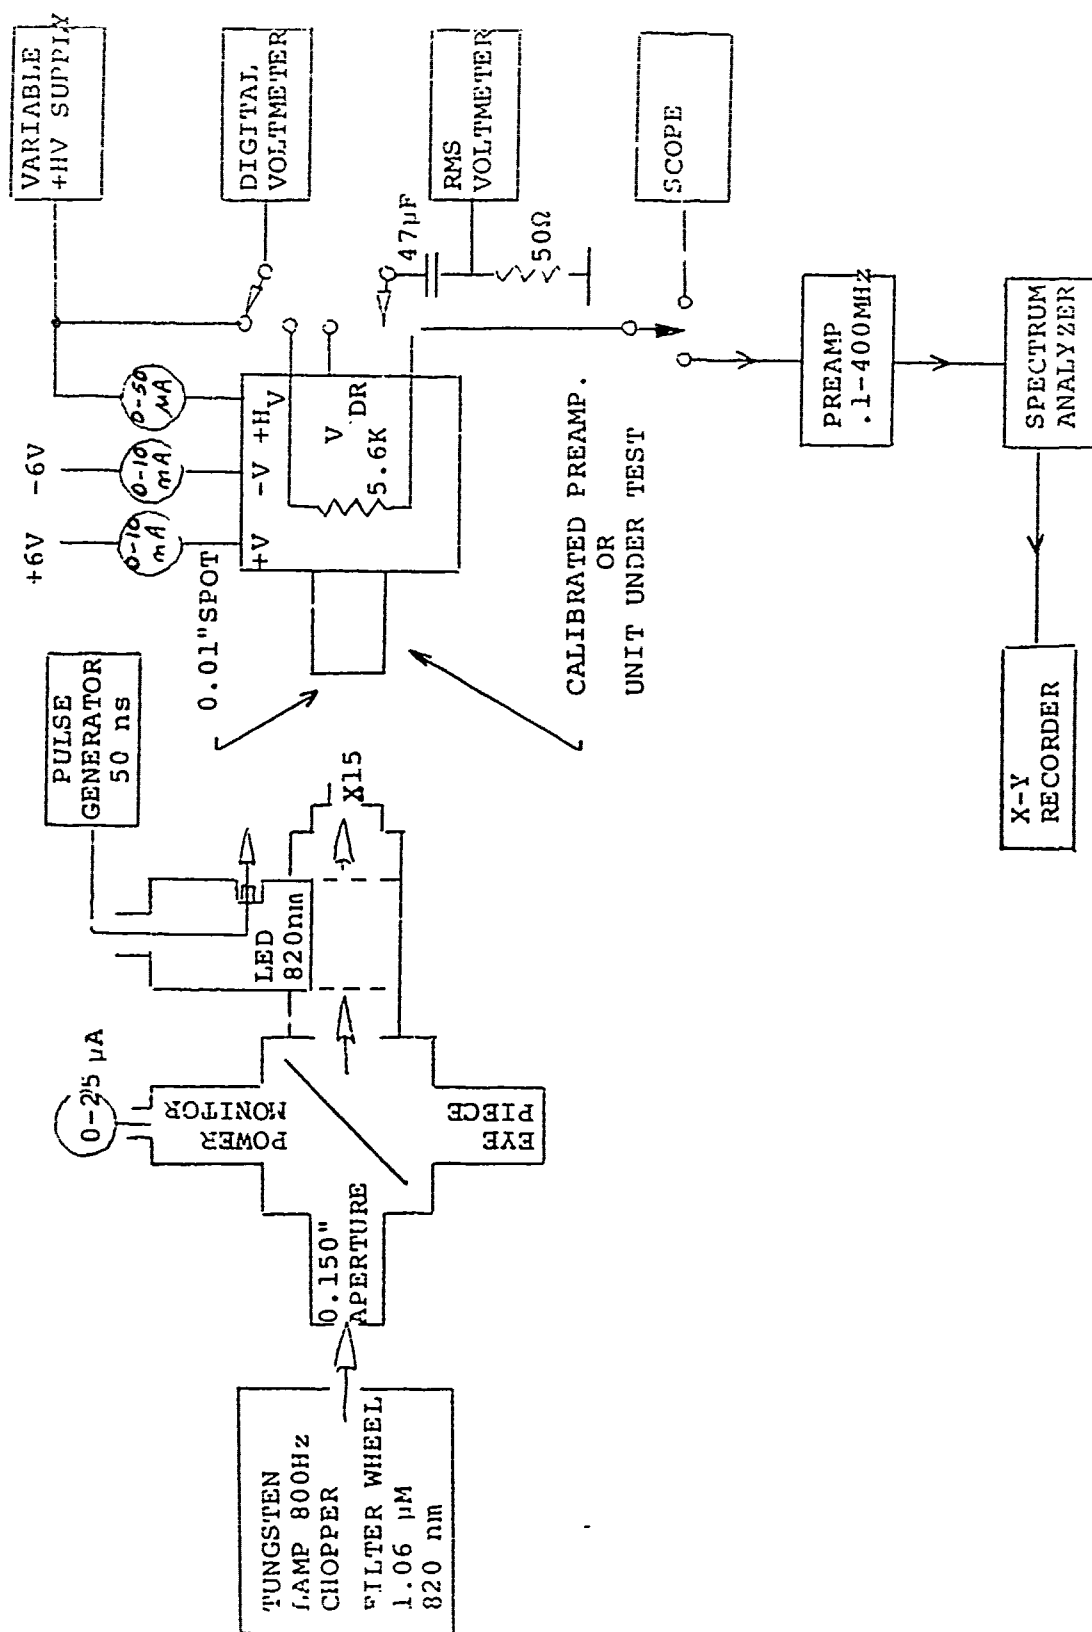 TUNGSTEN
LAMP 800Hz
CHOPPER
FILTER WHEEL
1.06 µM
820 nm
0.150"
APERTURE
0-25 µA
POWER
MONITOR
EYE
PIECE
PULSE
GENERATOR
50 ns
LED
820nm
X15
0.01"SPOT
+6V
-6V
0-10
mA
0-10
mA
0-50
µA
+V
-V
+HV
V
DR
5.6K
CALIBRATED PREAMP.
OR
UNIT UNDER TEST
VARIABLE
+HV SUPPLY
DIGITAL
VOLTMETER
RMS
VOLTMETER
47µF
50Ω
SCOPE
PREAMP
.1-400MHz
SPECTRUM
ANALYZER
X-Y
RECORDER